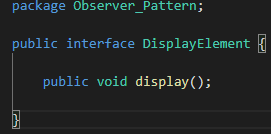 package Observer_Pattern;
public interface DisplayElement {
public void display();
}